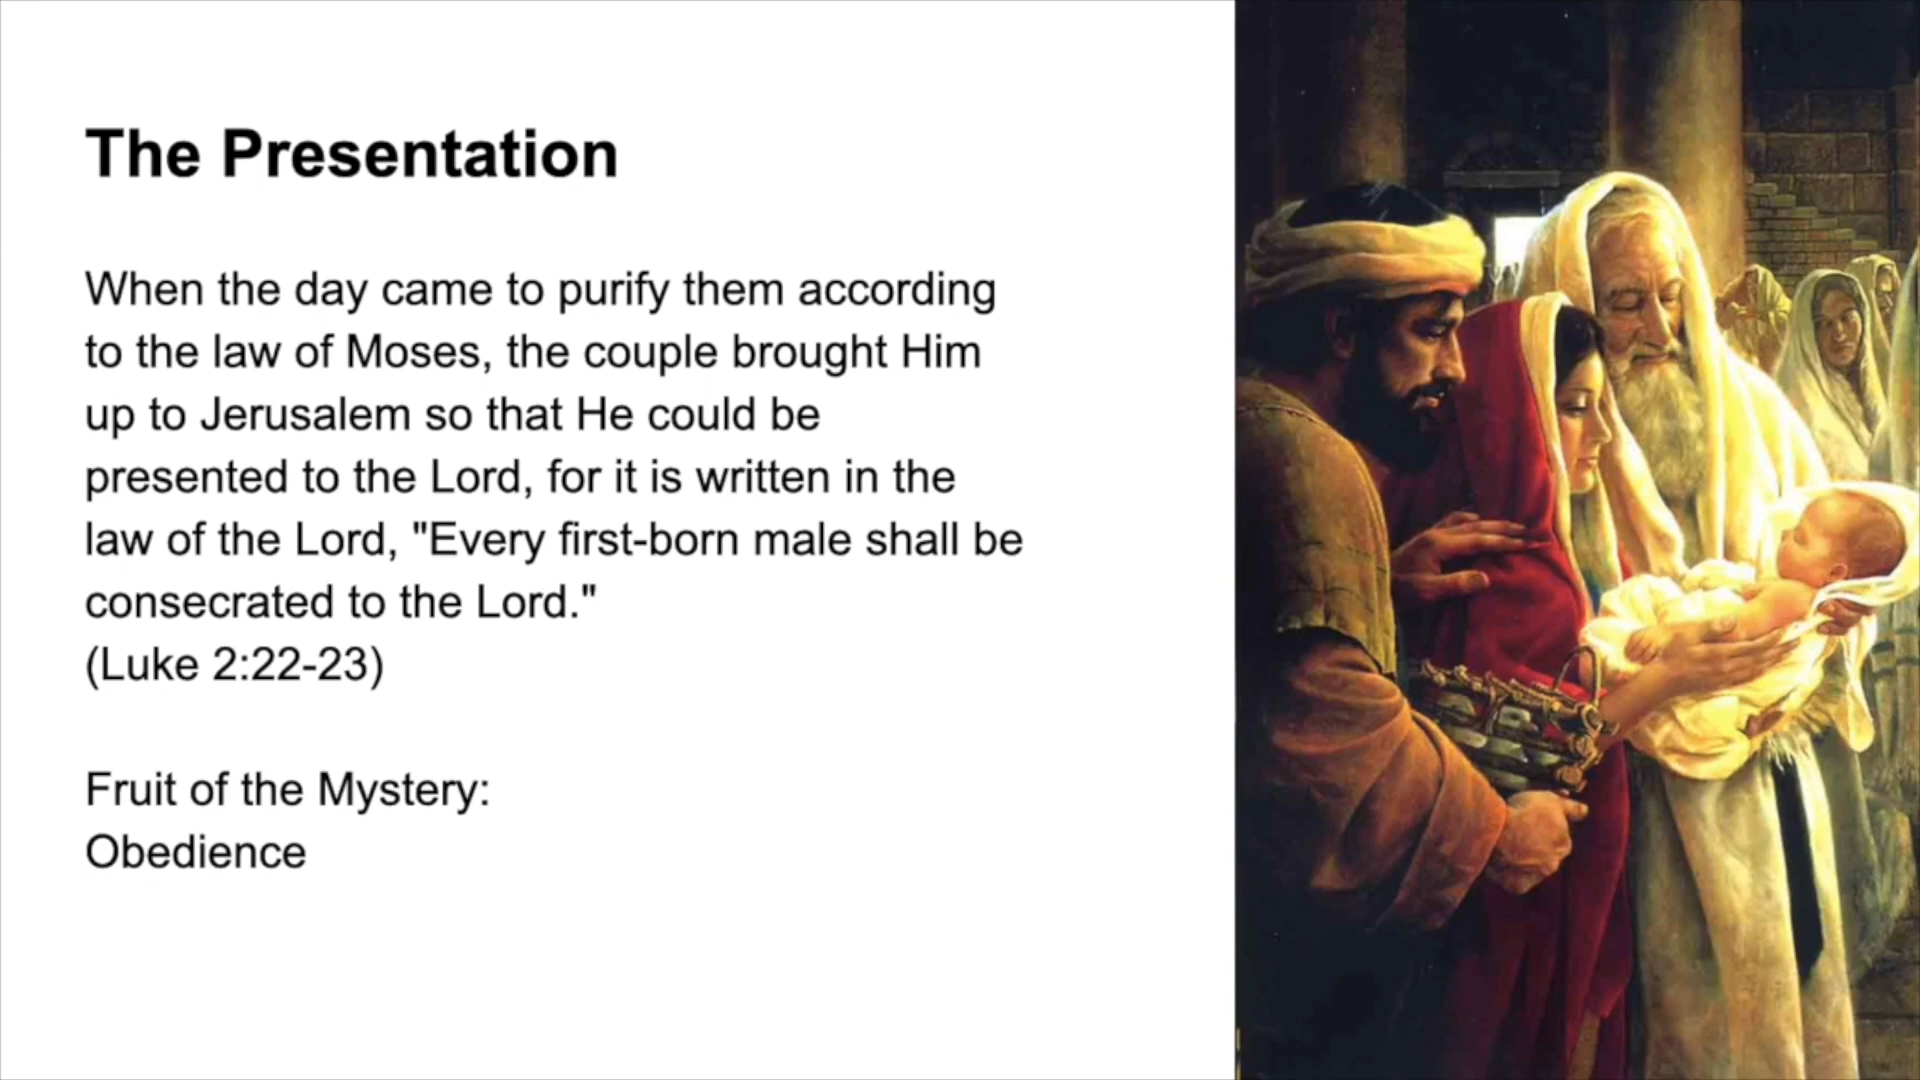 The Presentation
When the day came to purify them according
to the law of Moses, the couple brought Him
up to Jerusalem so that He could be
presented to the Lord, for it is written in the
law of the Lord, "Every first-born male shall be
consecrated to the Lord."
(Luke 2:22-23)
Fruit of the Mystery:
Obedience